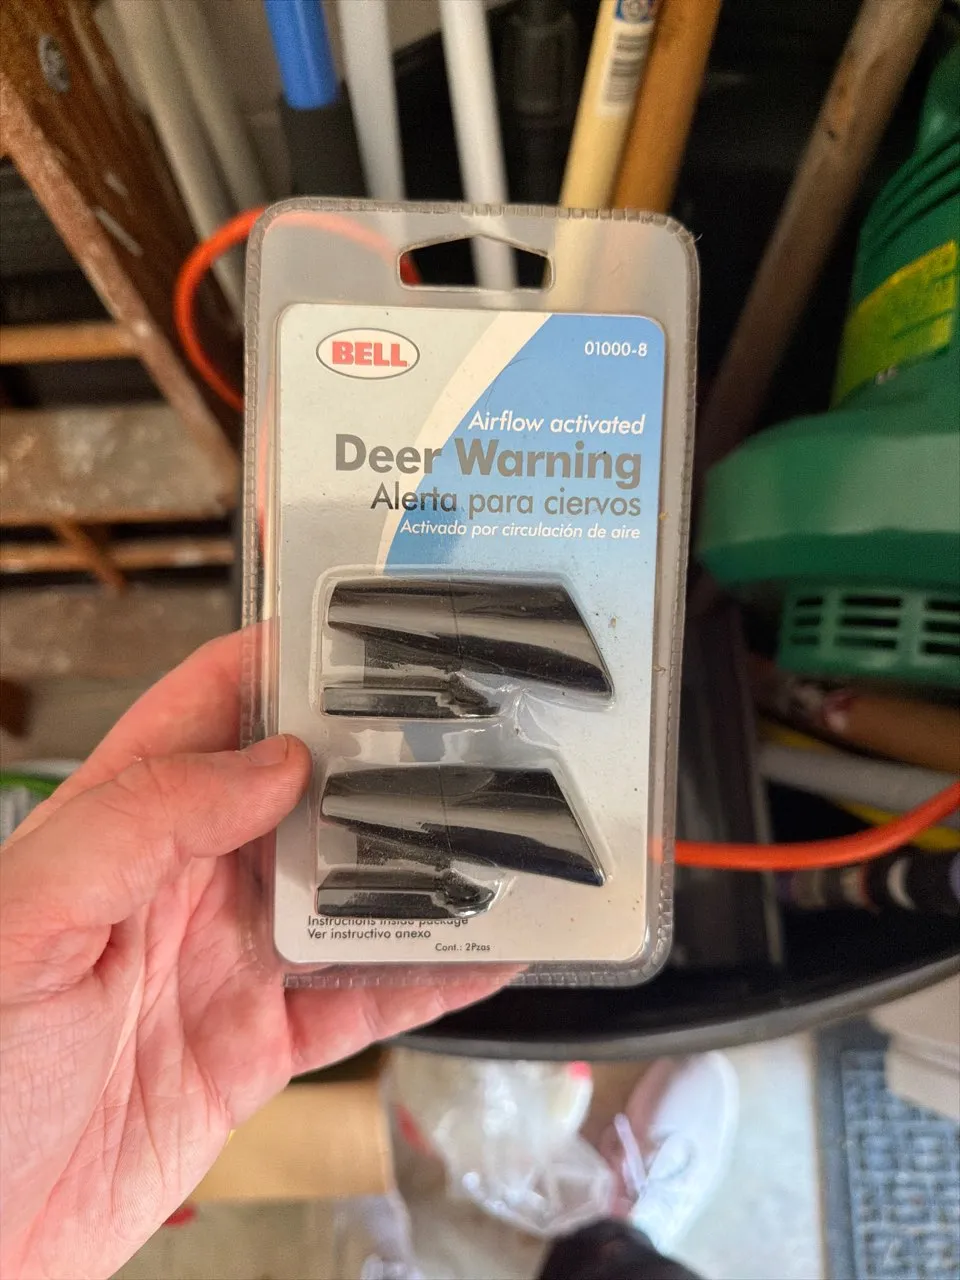 BELL
01000-8
Airflow activated
Deer Warning
Alerta para ciervos
Activado por circulación de aire
Instructions inside package
Ver instructivo anexo
Cont.: 2Pzas